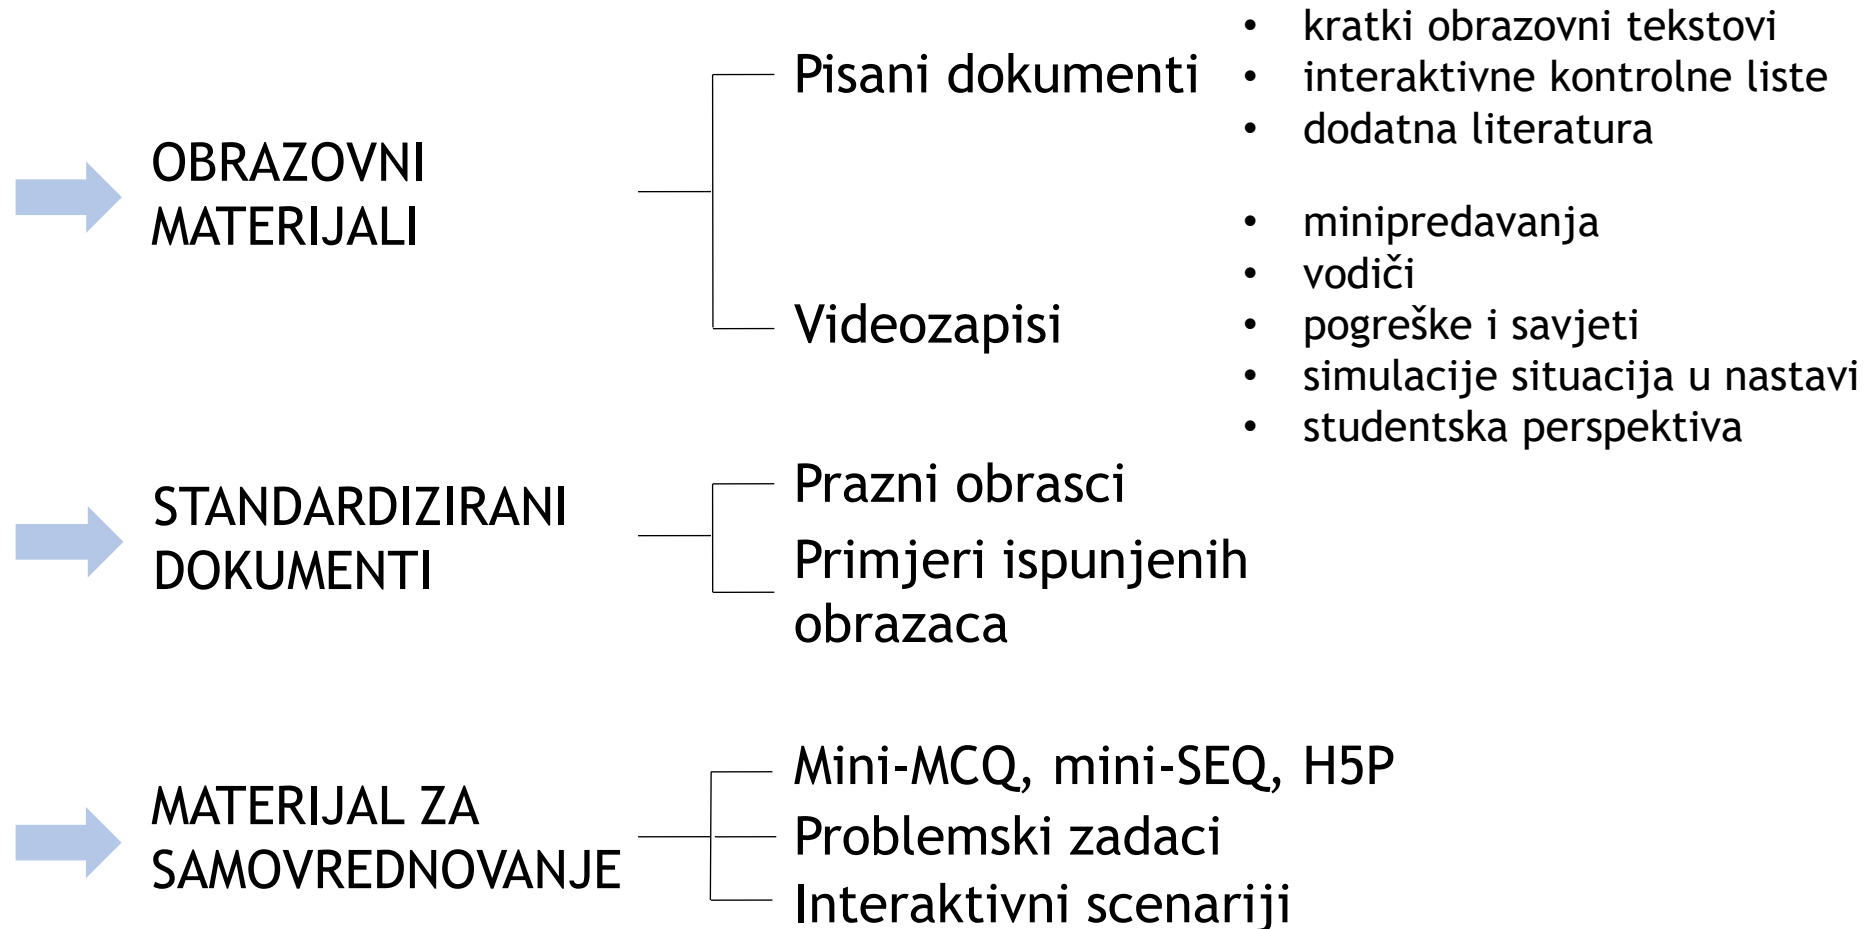 OBRAZOVNI
MATERIJALI
Pisani dokumenti
• kratki obrazovni tekstovi
• interaktivne kontrolne liste
• dodatna literatura
Videozapisi
• minipredavanja
• vodiči
• pogreške i savjeti
• simulacije situacija u nastavi
• studentska perspektiva
STANDARDIZIRANI
DOKUMENTI
Prazni obrasci
Primjeri ispunjenih
obrazaca
MATERIJAL ZA
SAMOVREDNOVANJE
Mini-MCQ, mini-SEQ, H5P
Problemski zadaci
Interaktivni scenariji